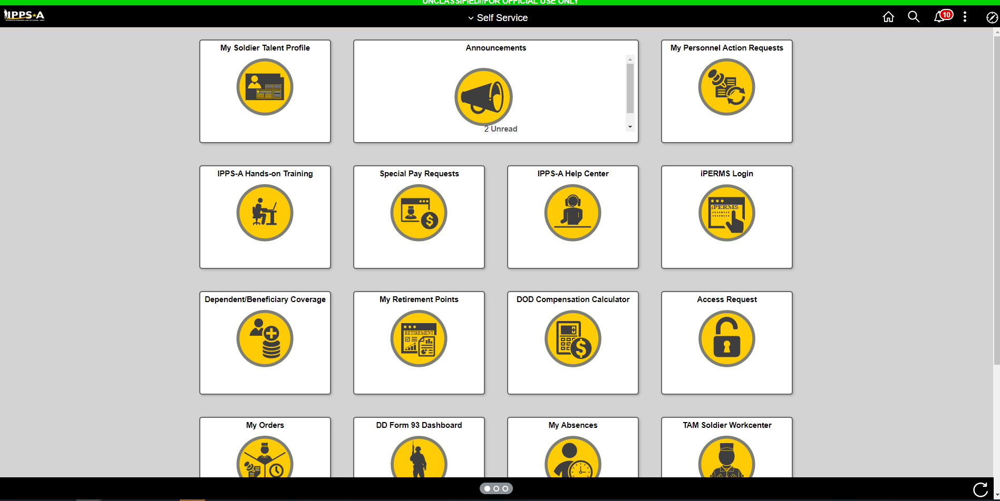 UNCLASSIFIED//FOR OFFICIAL USE ONLY
IPPS★A
Self Service
10
My Soldier Talent Profile
Announcements
My Personnel Action Requests
2 Unread
IPPS-A Hands-on Training
Special Pay Requests
IPPS-A Help Center
iPERMS Login
iPERMS
Dependent/Beneficiary Coverage
My Retirement Points
DOD Compensation Calculator
Access Request
RETIREMENT
0
My Orders
DD Form 93 Dashboard
My Absences
TAM Soldier Workcenter